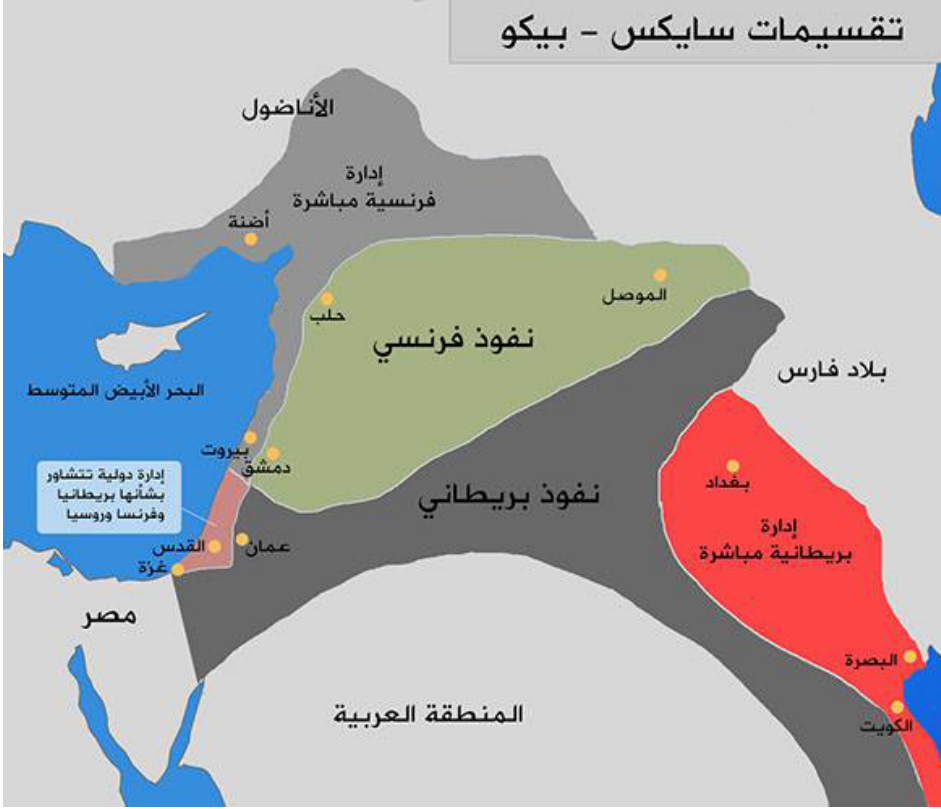 تقسيمات سايكس - بيكو
الأناضول
إدارة
فرنسية مباشرة
أضنة
الموصل
حلب
نفوذ فرنسي
بلاد فارس
البحر الأبيض المتوسط
بيروت
دمشق
إدارة دولية تتشاور
بشأنها بريطانيا
وفرنسا وروسيا
نفوذ بريطاني
بغداد
إدارة
بريطانية مباشرة
القدس
عمان
غزة
مصر
البصرة
المنطقة العربية
الكويت